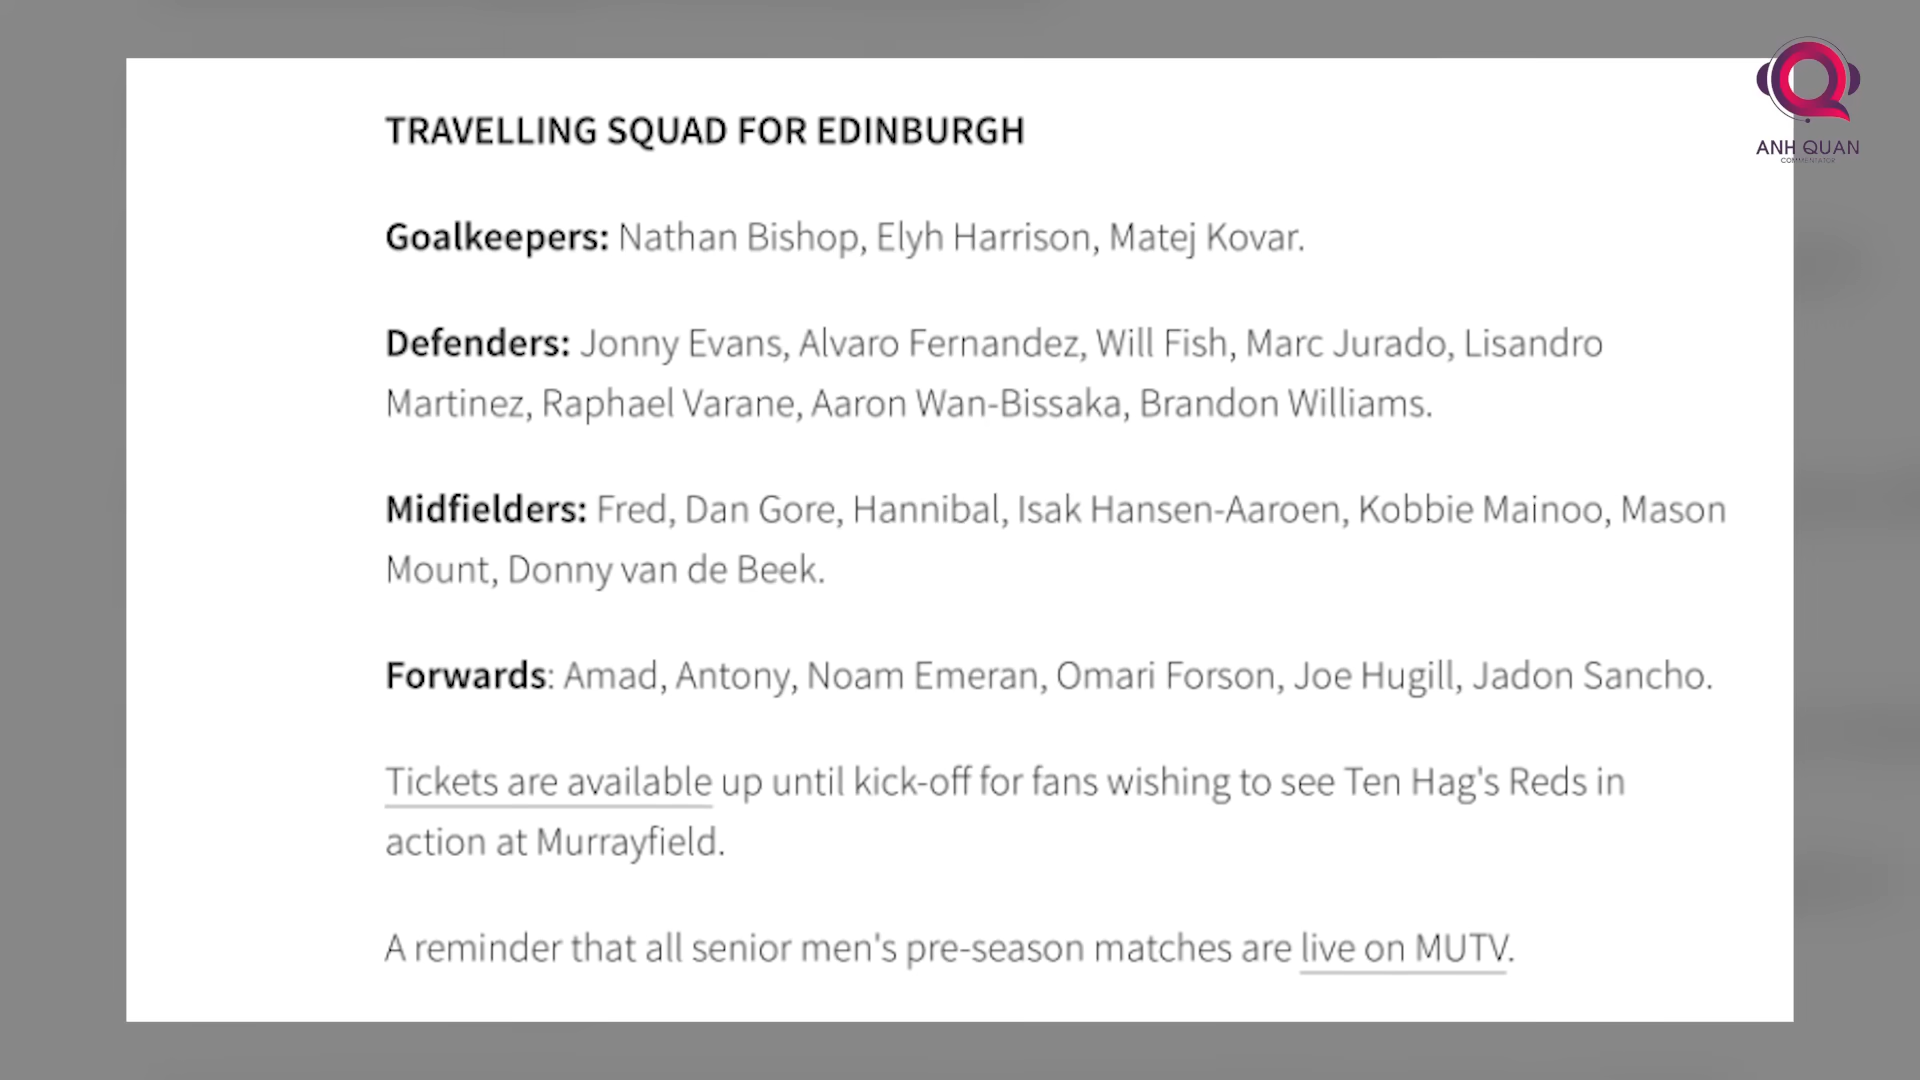 TRAVELLING SQUAD FOR EDINBURGH
Goalkeepers: Nathan Bishop, Elyh Harrison, Matej Kovar.
Defenders: Jonny Evans, Alvaro Fernandez, Will Fish, Marc Jurado, Lisandro
Martinez, Raphael Varane, Aaron Wan-Bissaka, Brandon Williams.
Midfielders: Fred, Dan Gore, Hannibal, Isak Hansen-Aaroen, Kobbie Mainoo, Mason
Mount, Donny van de Beek.
Forwards: Amad, Antony, Noam Emeran, Omari Forson, Joe Hugill, Jadon Sancho.
Tickets are available up until kick-off for fans wishing to see Ten Hag's Reds in
action at Murrayfield.
A reminder that all senior men's pre-season matches are live on MUTV.
ANH QUAN
COMMENTATOR